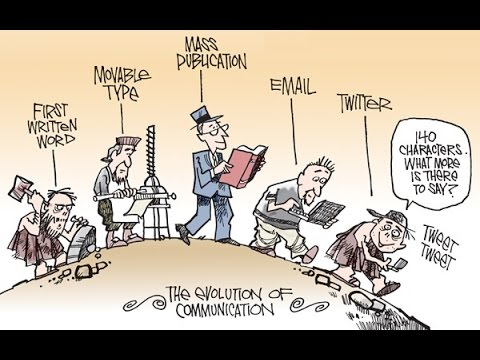 FIRST
WRITTEN
WORD
MOVABLE
TYPE
MASS
PUBLICATION
EMAIL
TWITTER
140
CHARACTERS.
WHAT MORE
IS THERE
TO SAY?
TWEET
TWEET
THE EVOLUTION OF
COMMUNICATION